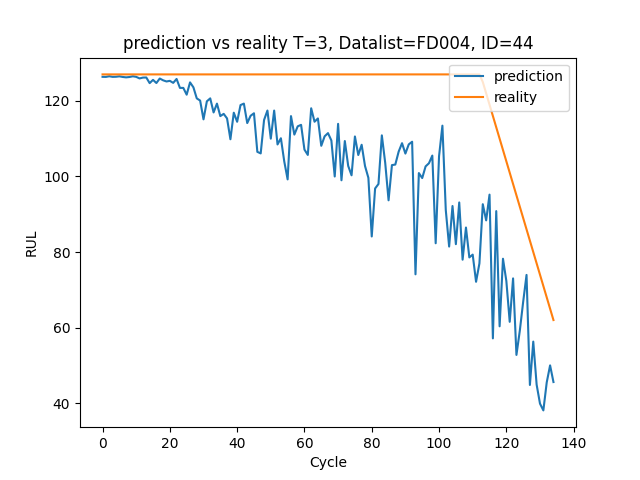 prediction vs reality T=3, Datalist=FD004, ID=44
prediction
reality
120
100
80
60
40
RUL
0 20 40 60 80 100 120 140
Cycle